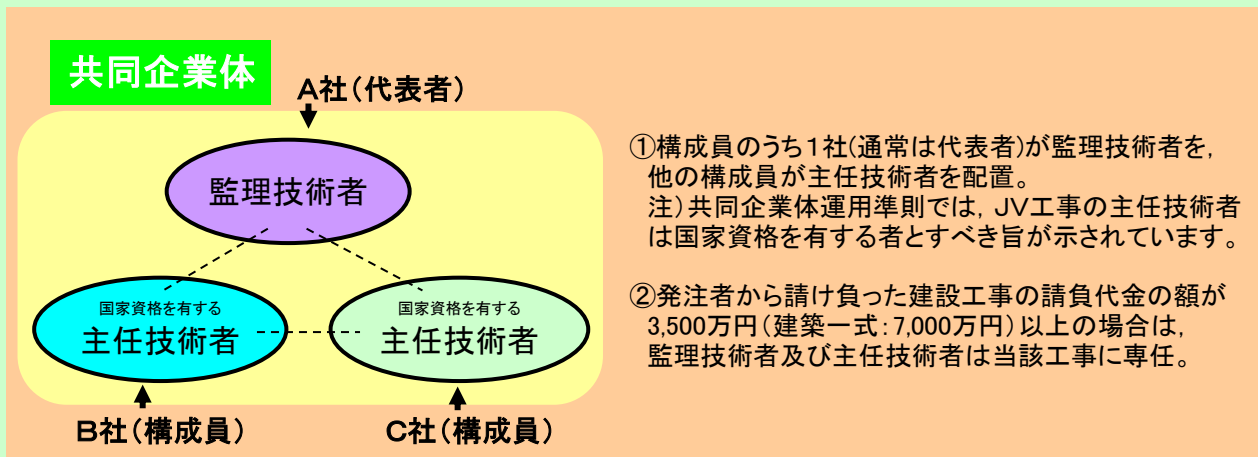 共同企業体
A社(代表者)
監理技術者
国家資格を有する
主任技術者
国家資格を有する
主任技術者
B社(構成員)
C社(構成員)
①構成員のうち1社(通常は代表者)が監理技術者を,
他の構成員が主任技術者を配置。
注)共同企業体運用準則では, JV工事の主任技術者
は国家資格を有する者とすべき旨が示されています。
②発注者から請け負った建設工事の請負代金の額が
3,500万円(建築一式:7,000万円)以上の場合は,
監理技術者及び主任技術者は当該工事に専任。